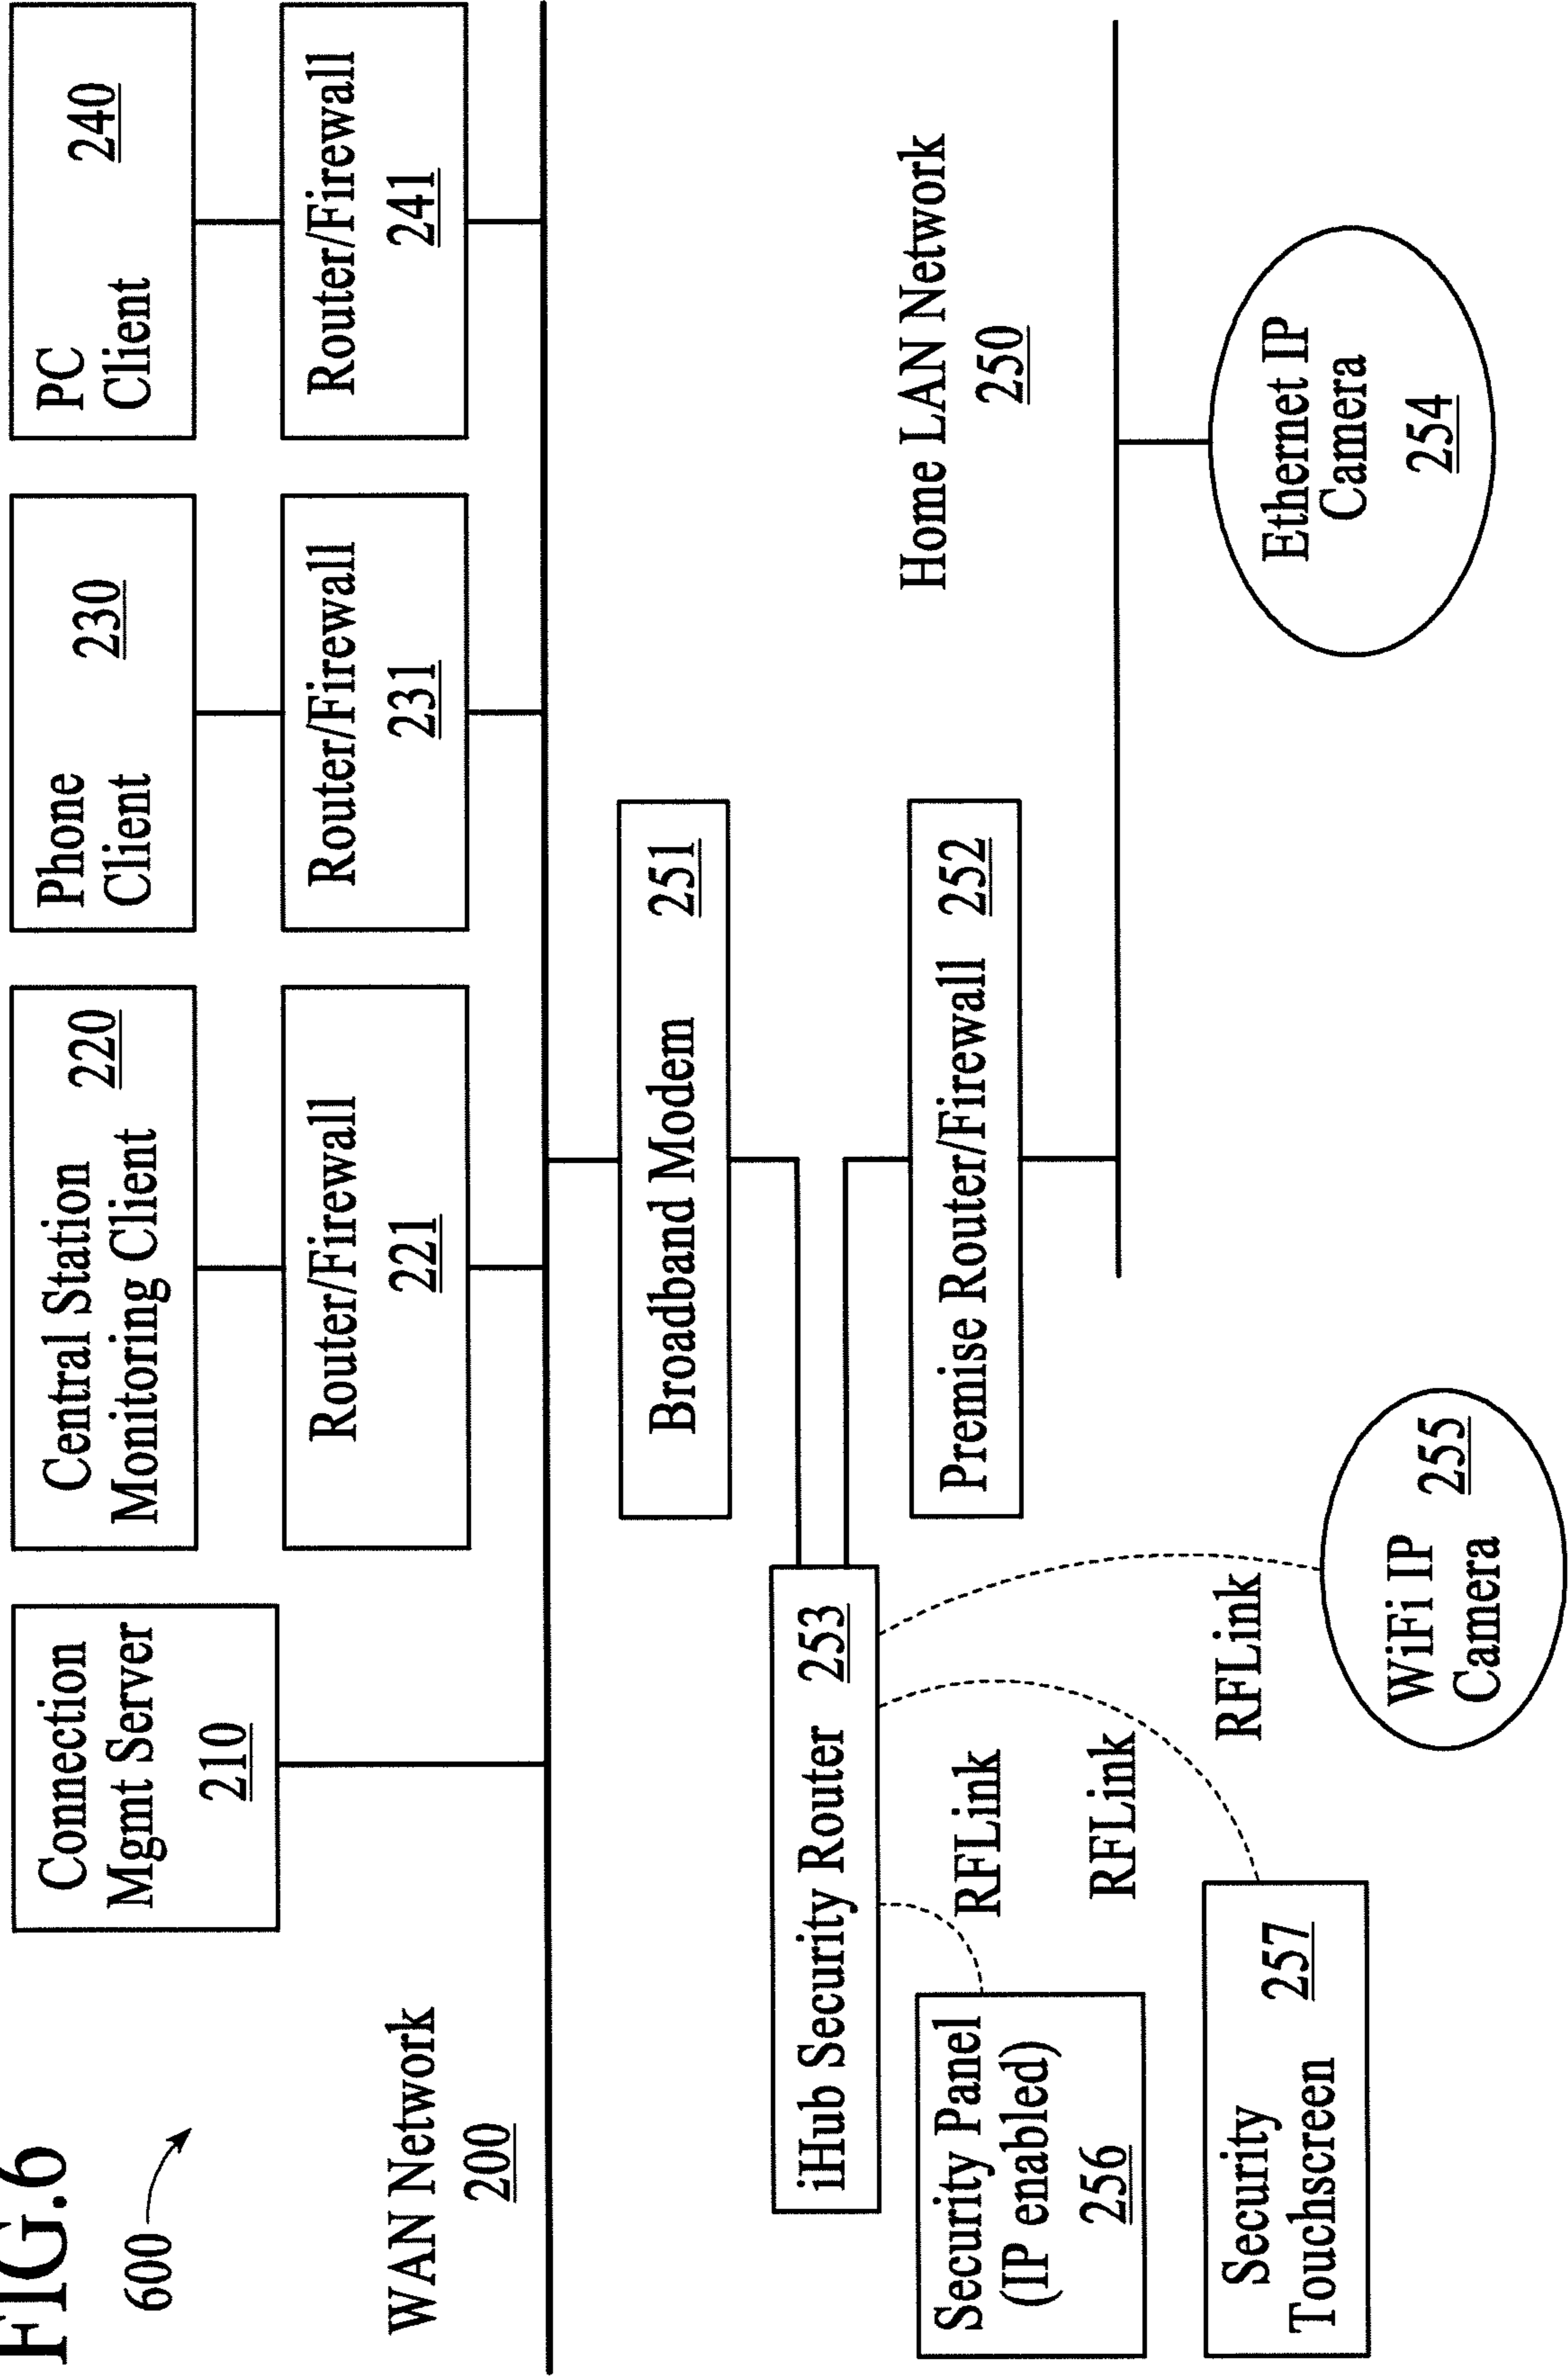 FIG.6
600
WAN Network
200
Connection
Mgmt Server
210
Central Station
Monitoring Client
220
Router/Firewall
221
Phone
Client
230
Router/Firewall
231
PC
Client
240
Router/Firewall
241
Broadband Modem 251
iHub Security Router 253
Premise Router/Firewall 252
Home LAN Network
250
Security Panel
(IP enabled)
256
RFLink
RFLink
RFLink
Security
Touchscreen
257
WiFi IP
Camera
255
Ethernet IP
Camera
254